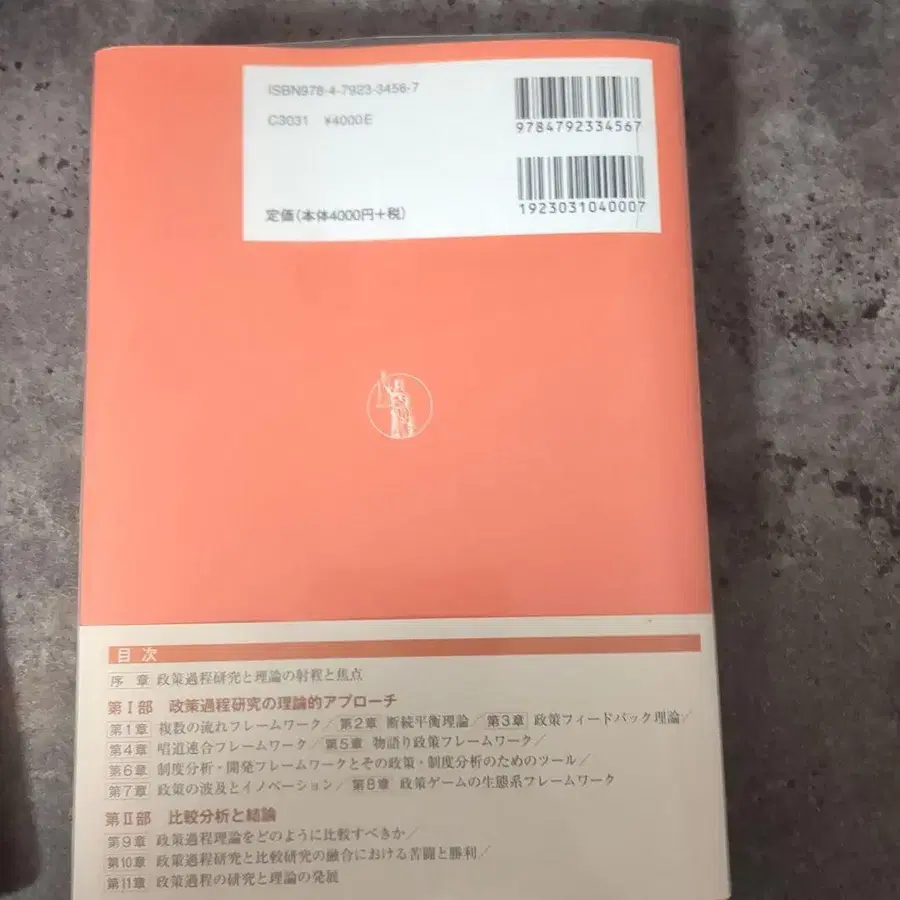 ISBN978-4-7923-3456-7
C3031 ¥4000E
定価(本体4000円+税)
9784792334567
1923031040007
目次
序章 政策過程研究と理論の射程と焦点
第Ⅰ部 政策過程研究の理論的アプローチ
第1章 複数の流れフレームワーク/第2章 断続平衡理論/第3章 政策フィードバック理論/
第4章 唱道連合フレームワーク/第5章 物語り政策フレームワーク/
第6章 制度分析・開発フレームワークとその政策・制度分析のためのツール/
第7章 政策の波及とイノベーション/第8章 政策ゲームの生態系フレームワーク
第Ⅱ部 比較分析と結論
第9章 政策過程理論をどのように比較すべきか/
第10章 政策過程研究と比較研究の融合における苦闘と勝利/
第11章 政策過程の研究と理論の発展